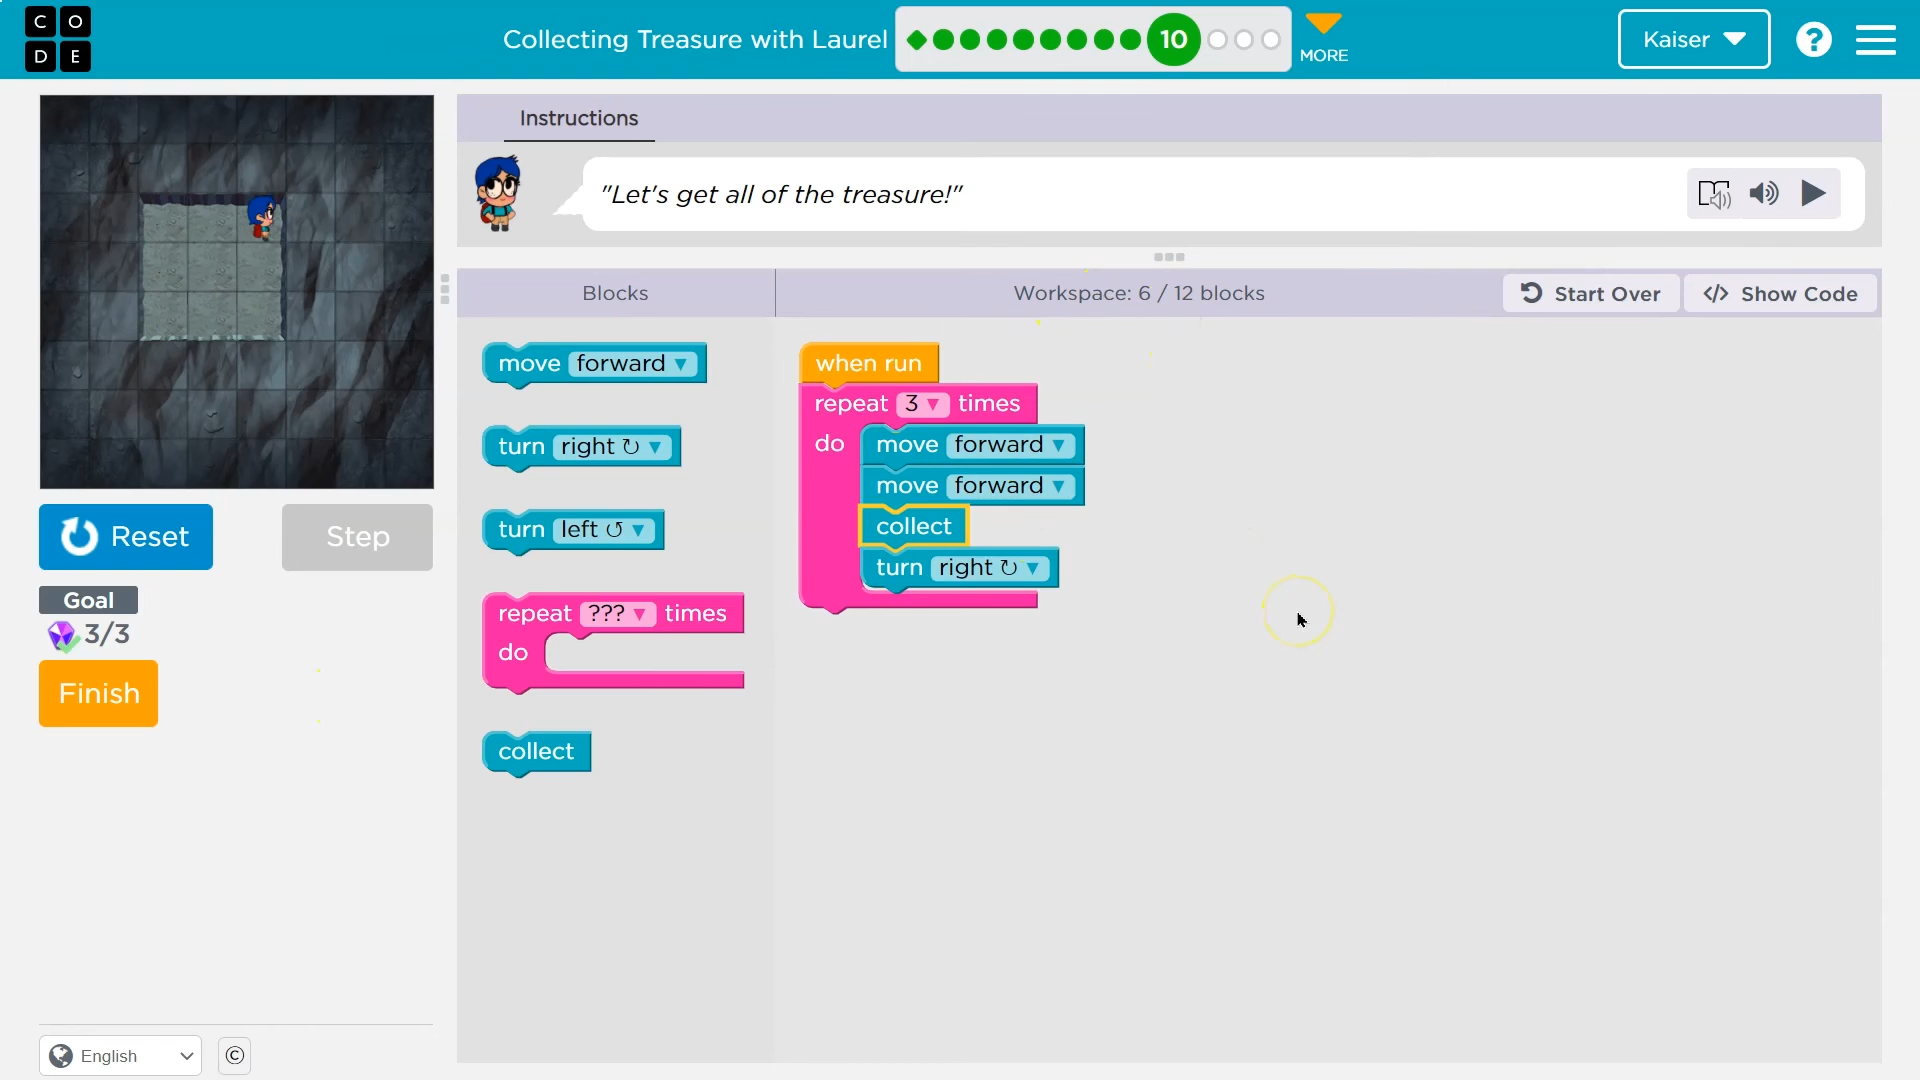 C O
D E
Collecting Treasure with Laurel
10
MORE
Kaiser
?
Instructions
"Let's get all of the treasure!"
Blocks
Workspace: 6 / 12 blocks
Start Over
</> Show Code
move forward
turn right ↻
turn left ↺
repeat ??? times
do
collect
when run
repeat 3 times
do
move forward
move forward
collect
turn right ↻
Reset
Step
Goal
3/3
Finish
English
©